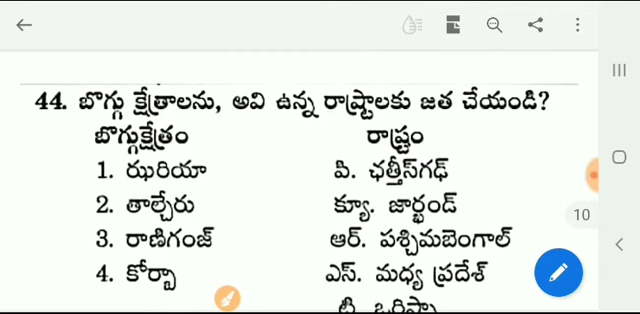 44. బొగ్గు క్షేత్రాలను, అవి ఉన్న రాష్ట్రాలకు జత చేయండి?
బొగ్గుక్షేత్రం రాష్ట్రం
1. ఝరియా పి. ఛత్తీస్‌గఢ్
2. తాల్చేరు క్యూ. జార్ఖండ్
3. రాణిగంజ్ ఆర్. పశ్చిమబెంగాల్
4. కోర్బా ఎస్. మధ్య ప్రదేశ్
టి. ఒరిస్సా
10